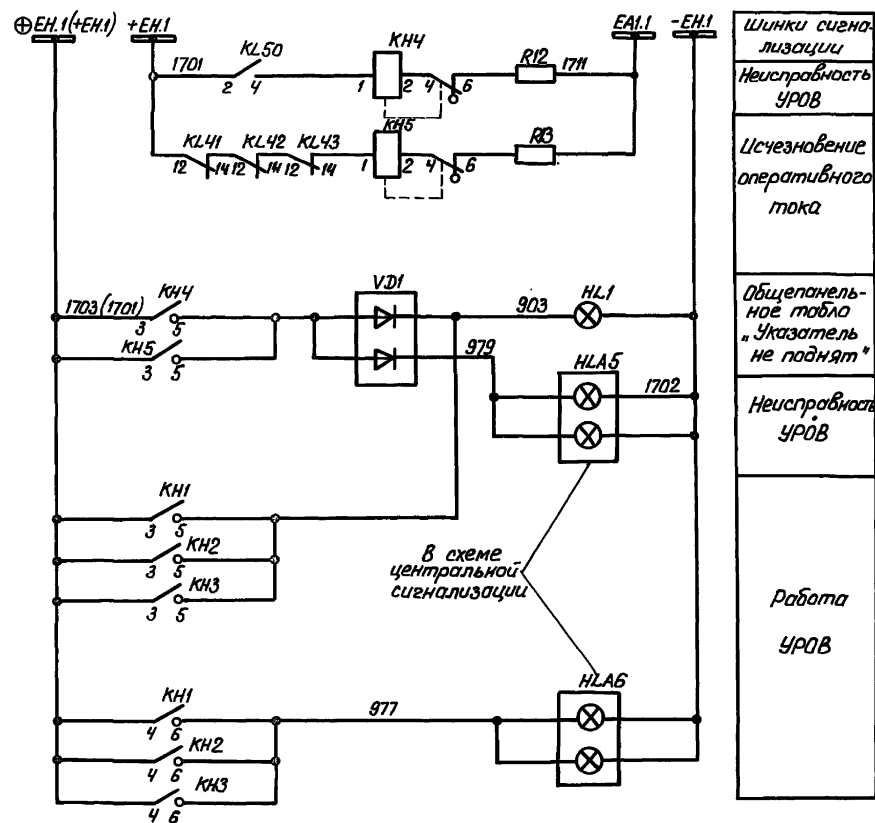 ⊕EH.1(+EH.1) +EH.1 EA1.1 -EH.1
Шинки сигна-
лизации
1701 KL50 KH4 R12 1711
2 4 1 2 4 6
Неисправность
УРОВ
KL41 KL42 KL43 KH5 R13
12 14 12 14 12 14 1 2 4 6
Исчезновение
оперативного
тока
VD1
1703(1701) KH4 903 HL1
3 5
KH5 979
3 5
Общепанель-
ное табло
„Указатель
не поднят"
HLA5
1702
Неисправность
УРОВ
KH1
3 5
KH2
3 5
KH3
3 5
В схеме
центральной
сигнализации
Работа
УРОВ
HLA6
KH1 977
4 6
KH2
4 6
KH3
4 6